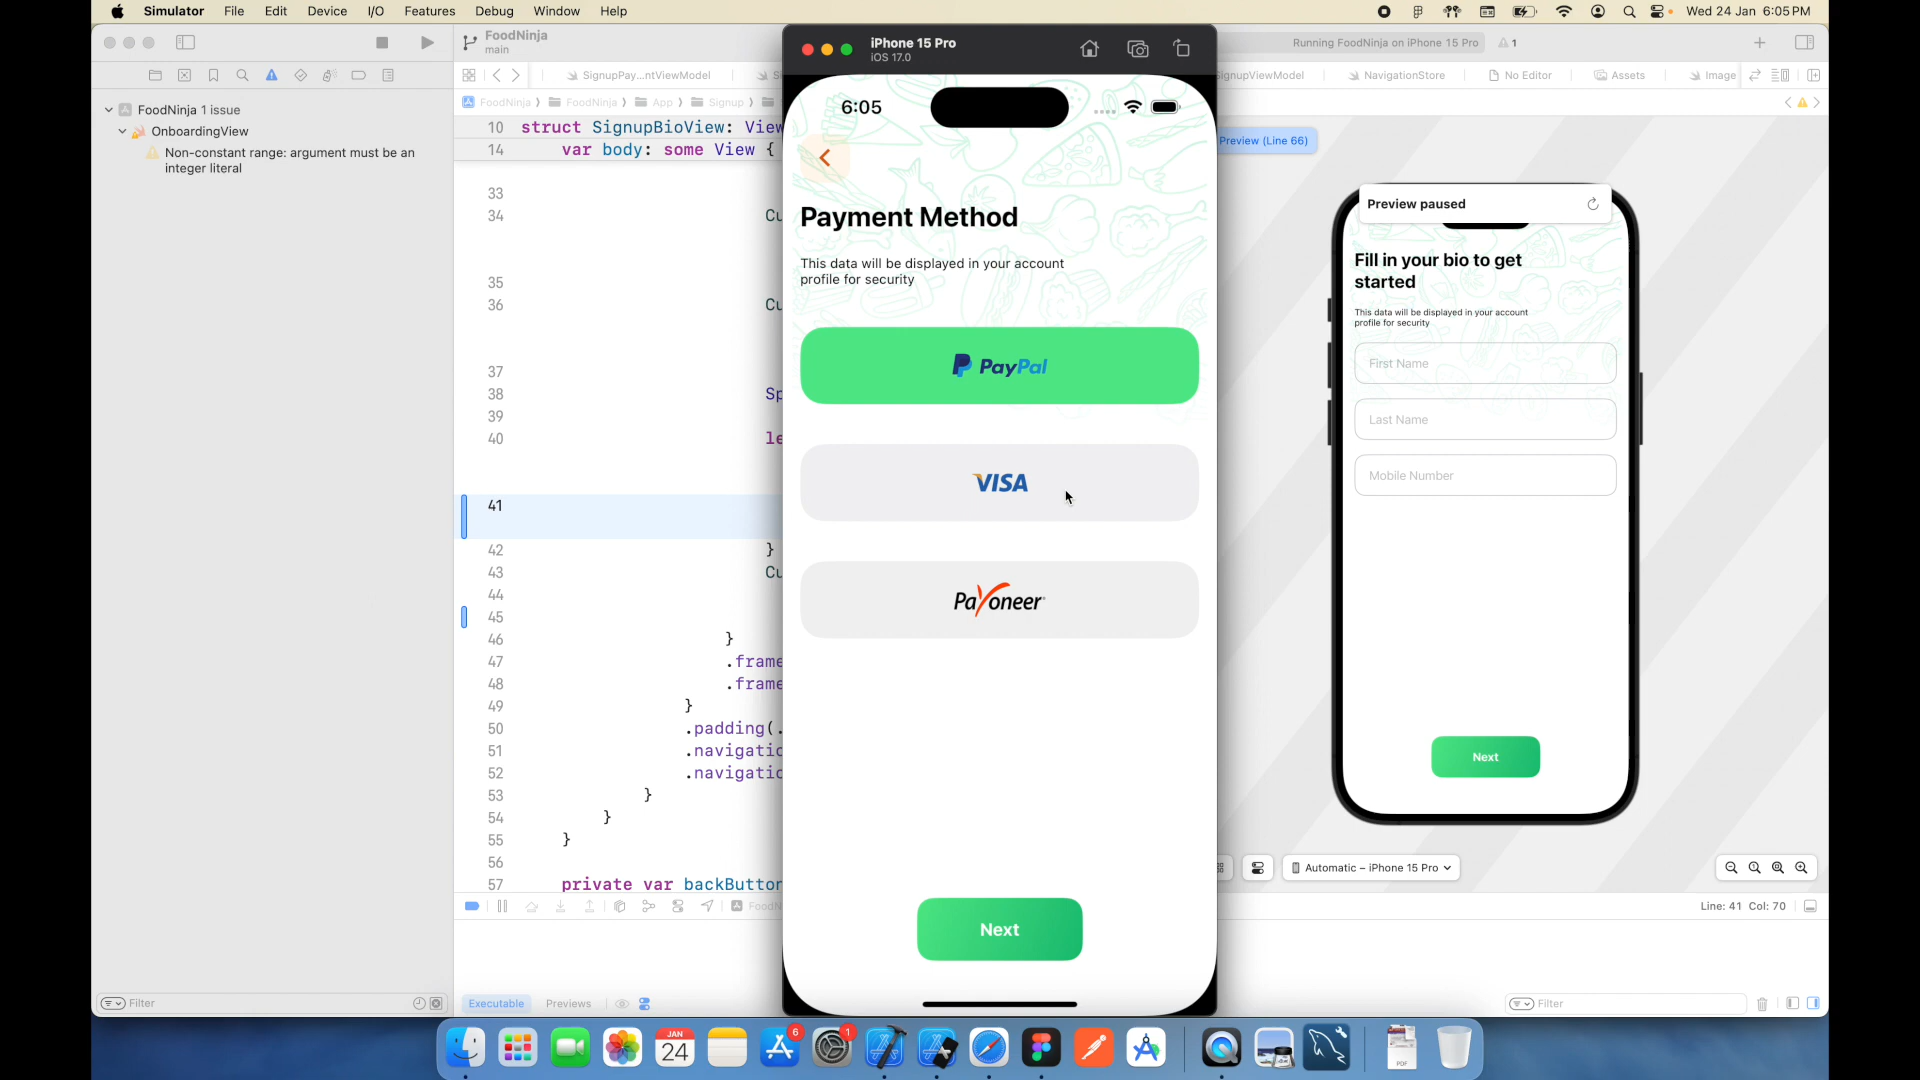 Simulator File Edit Device I/O Features Debug Window Help
Wed 24 Jan 6:05 PM
FoodNinja
main
iPhone 15 Pro
iOS 17.0
Running FoodNinja on iPhone 15 Pro
1
SignupPay...ntViewModel
SignupViewModel
NavigationStore
No Editor
Assets
Image
FoodNinja 1 issue
OnboardingView
Non-constant range: argument must be an
integer literal
FoodNinja
FoodNinja
App
Signup
10 struct SignupBioView: View
14 var body: some View {
33
34 Cu
35
36 Cu
37
38 Sp
39
40 le
41
42 }
43 Cu
44
45
46 }
47 .frame
48 .frame
49 }
50 .padding(.
51 .navigatio
52 .navigatio
53 }
54 }
55 }
56
57 private var backButton
6:05
Payment Method
This data will be displayed in your account
profile for security
PayPal
VISA
Payoneer
Next
Preview (Line 66)
Preview paused
Fill in your bio to get
started
This data will be displayed in your account
profile for security
First Name
Last Name
Mobile Number
Next
Automatic – iPhone 15 Pro
Line: 41 Col: 70
FoodN
Filter
Executable
Previews
Filter
JAN
24
6
1
PDF